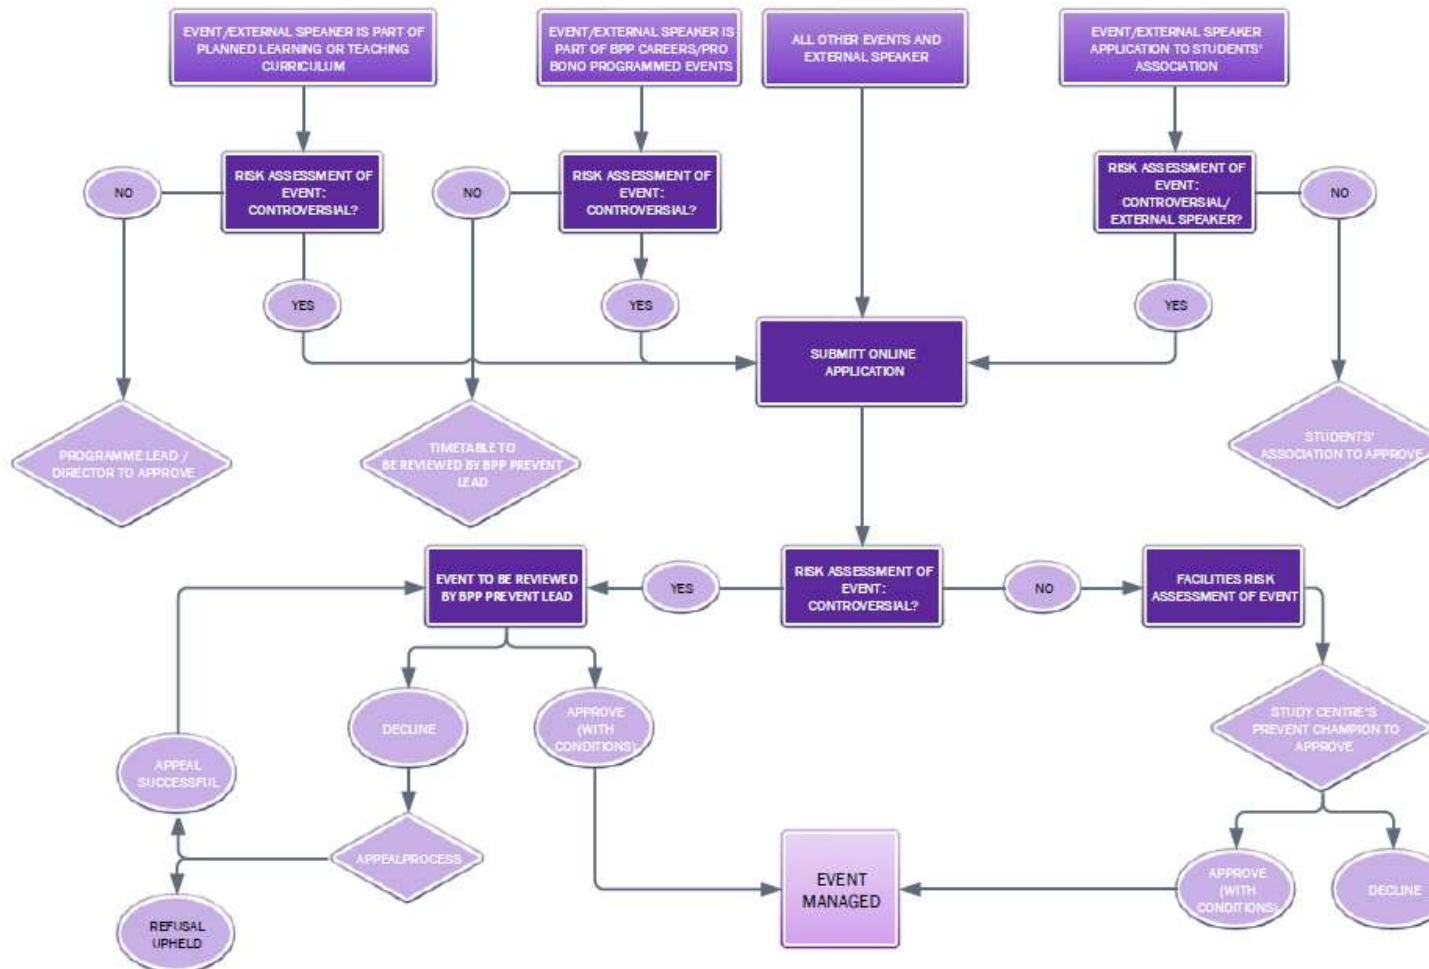 EVENT/EXTERNAL SPEAKER IS PART OF
PLANNED LEARNING OR TEACHING
CURRICULUM
EVENT/EXTERNAL SPEAKER IS
PART OF BPP CAREERS/PRO
BONO PROGRAMMED EVENTS
ALL OTHER EVENTS AND
EXTERNAL SPEAKER
EVENT/EXTERNAL SPEAKER
APPLICATION TO STUDENTS'
ASSOCIATION
NO
RISK ASSESSMENT OF
EVENT:
CONTROVERSIAL?
NO
RISK ASSESSMENT OF
EVENT:
CONTROVERSIAL?
RISK ASSESSMENT OF
EVENT:
CONTROVERSIAL/
EXTERNAL SPEAKER?
NO
YES
YES
YES
SUBMITT ONLINE
APPLICATION
PROGRAMME LEAD /
DIRECTOR TO APPROVE
TIMETABLE TO
BE REVIEWED BY BPP PREVENT
LEAD
STUDENTS'
ASSOCIATION TO APPROVE
EVENT TO BE REVIEWED
BY BPP PREVENT LEAD
YES
RISK ASSESSMENT OF
EVENT:
CONTROVERSIAL?
NO
FACILITIES RISK
ASSESSMENT OF EVENT
DECLINE
APPROVE
(WITH
CONDITIONS)
STUDY CENTRE'S
PREVENT CHAMPION TO
APPROVE
APPEAL
SUCCESSFUL
APPEALPROCESS
EVENT
MANAGED
APPROVE
(WITH
CONDITIONS)
DECLINE
REFUSAL
UPHELD